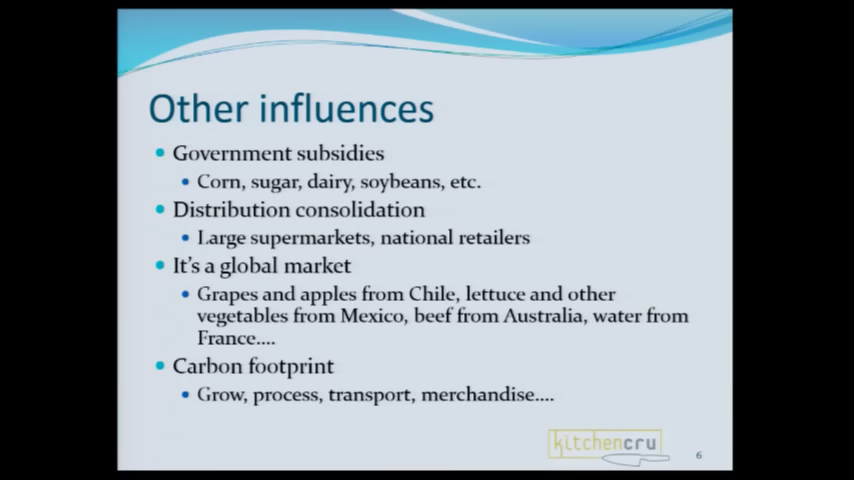 Other influences
• Government subsidies
• Corn, sugar, dairy, soybeans, etc.
• Distribution consolidation
• Large supermarkets, national retailers
• It's a global market
• Grapes and apples from Chile, lettuce and other
vegetables from Mexico, beef from Australia, water from
France....
• Carbon footprint
• Grow, process, transport, merchandise....
kitchencru
6